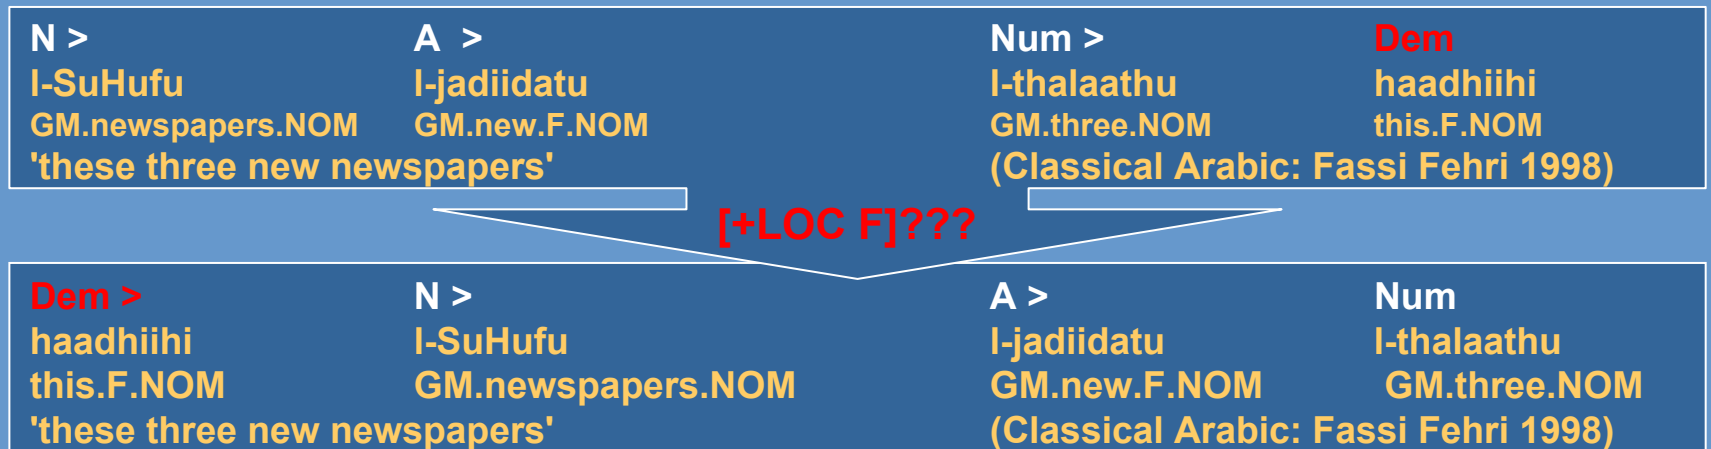 N > A > Num > Dem
l-SuHufu l-jadiidatu l-thalaathu haadhiihi
GM.newspapers.NOM GM.new.F.NOM GM.three.NOM this.F.NOM
'these three new newspapers' (Classical Arabic: Fassi Fehri 1998)
[+LOC F]???
Dem > N > A > Num
haadhiihi l-SuHufu l-jadiidatu l-thalaathu
this.F.NOM GM.newspapers.NOM GM.new.F.NOM GM.three.NOM
'these three new newspapers' (Classical Arabic: Fassi Fehri 1998)